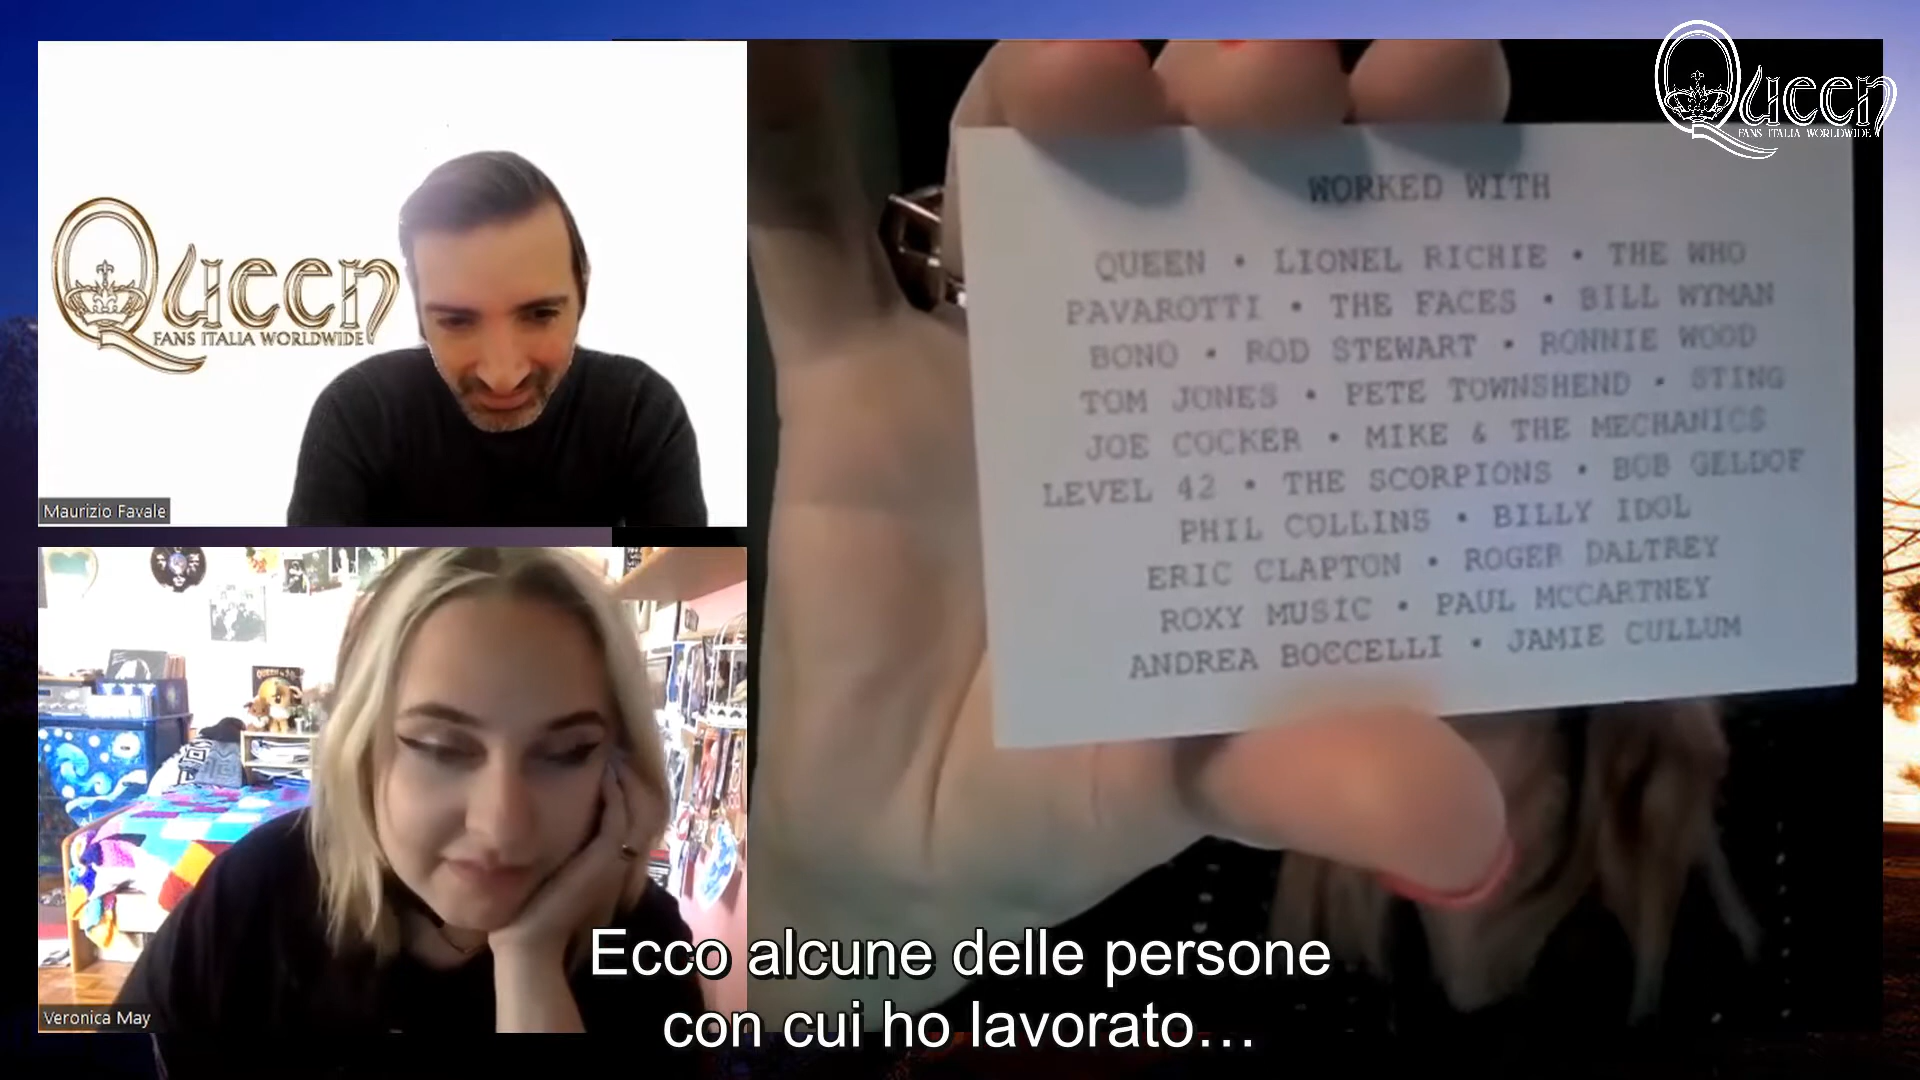 Queen
FANS ITALIA WORLDWIDE
Queen
FANS ITALIA WORLDWIDE
Maurizio Favale
WORKED WITH
QUEEN • LIONEL RICHIE • THE WHO
PAVAROTTI • THE FACES • BILL WYMAN
BONO • ROD STEWART • RONNIE WOOD
TOM JONES • PETE TOWNSHEND • STING
JOE COCKER • MIKE & THE MECHANICS
LEVEL 42 • THE SCORPIONS • BOB GELDOF
PHIL COLLINS • BILLY IDOL
ERIC CLAPTON • ROGER DALTREY
ROXY MUSIC • PAUL MCCARTNEY
ANDREA BOCCELLI • JAMIE CULLUM
Veronica May
Ecco alcune delle persone
con cui ho lavorato...